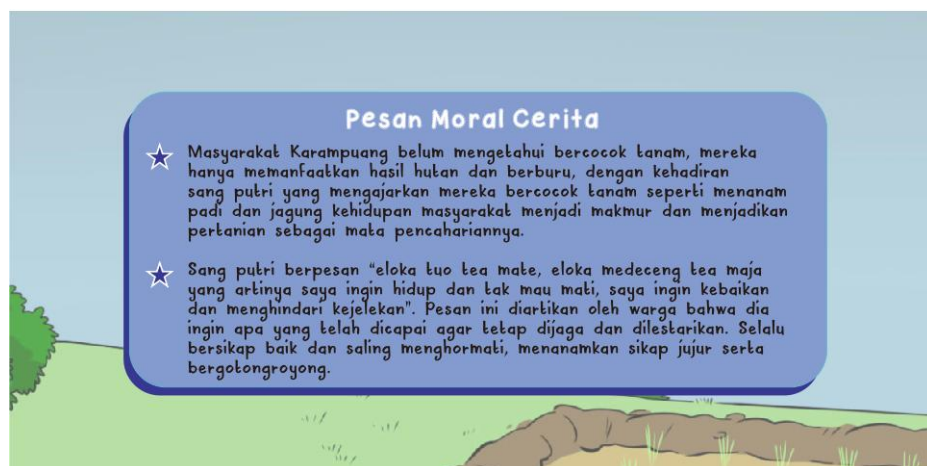 Pesan Moral Cerita
Masyarakat Karampuang belum mengetahui bercocok tanam, mereka
hanya memanfaatkan hasil hutan dan berburu, dengan kehadiran
sang putri yang mengajarkan mereka bercocok tanam seperti menanam
padi dan jagung kehidupan masyarakat menjadi makmur dan menjadikan
pertanian sebagai mata pencahariannya.
Sang putri berpesan “eloka tuo tea mate, eloka medeceng tea maja
yang artinya saya ingin hidup dan tak mau mati, saya ingin kebaikan
dan menghindari kejelekan”. Pesan ini diartikan oleh warga bahwa dia
ingin apa yang telah dicapai agar tetap dijaga dan dilestarikan. Selalu
bersikap baik dan saling menghormati, menanamkan sikap jujur serta
bergotongroyong.